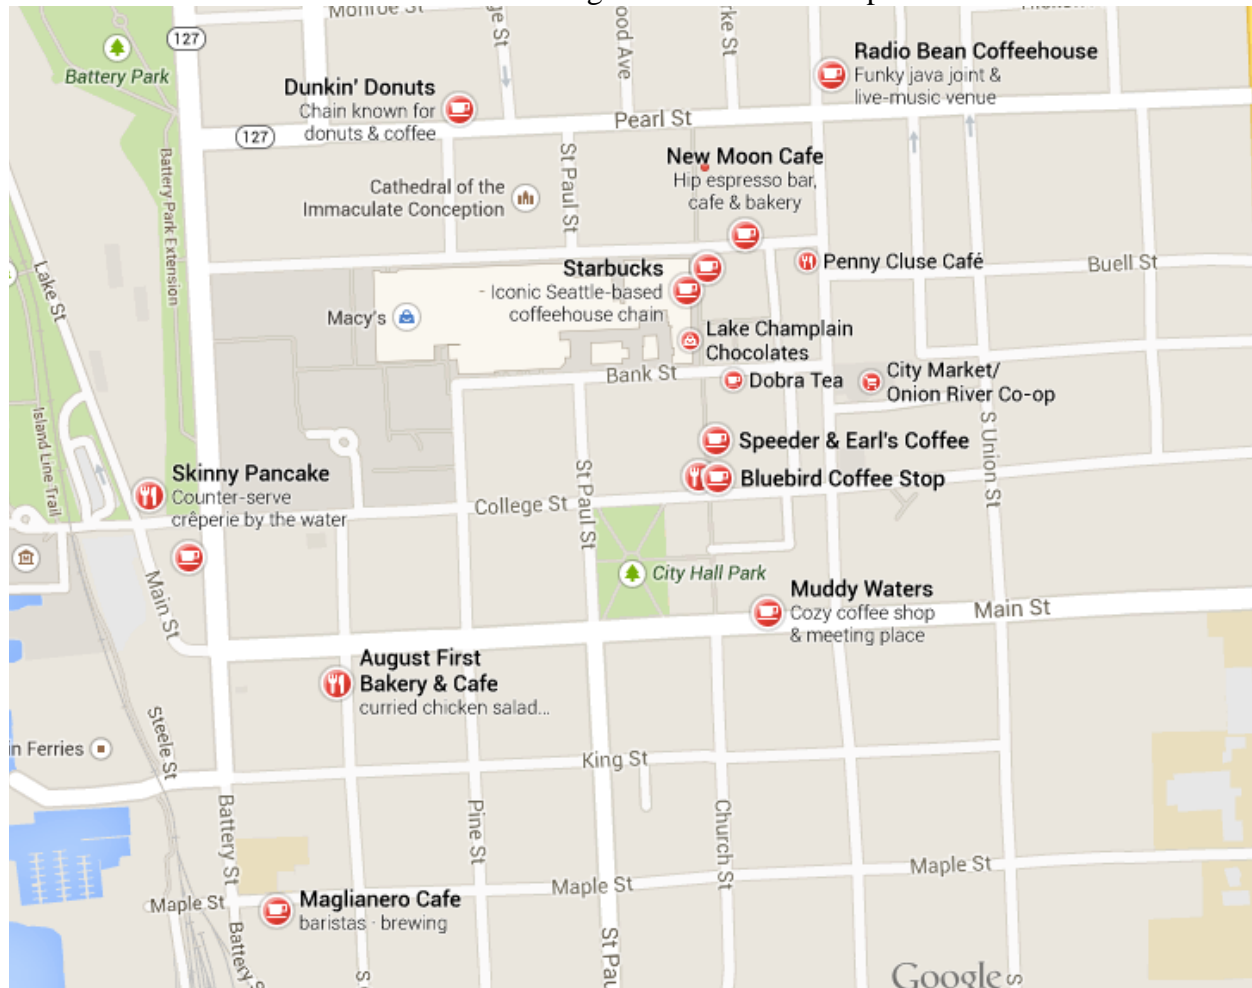 Monroe St
127
Battery Park
Dunkin' Donuts
Chain known for
donuts & coffee
Radio Bean Coffeehouse
Funky java joint &
live-music venue
127
Pearl St
St Paul St
New Moon Cafe
Hip espresso bar,
cafe & bakery
Battery Park Extension
Cathedral of the
Immaculate Conception
Penny Cluse Café
Buell St
Lake St
Starbucks
Iconic Seattle-based
coffeehouse chain
Macy's
Lake Champlain
Chocolates
Bank St
Dobra Tea
City Market/
Onion River Co-op
Island Line Trail
Speeder & Earl's Coffee
S Union St
Skinny Pancake
Counter-serve
crêperie by the water
St Paul St
Bluebird Coffee Stop
College St
City Hall Park
Main St
Muddy Waters
Cozy coffee shop
& meeting place
Main St
August First
Bakery & Cafe
curried chicken salad...
in Ferries
Steele St
King St
Battery St
Pine St
Church St
Maple St
Maple St
Maple St
Maglianero Cafe
baristas · brewing
Battery S
St Pau
S
Google
S